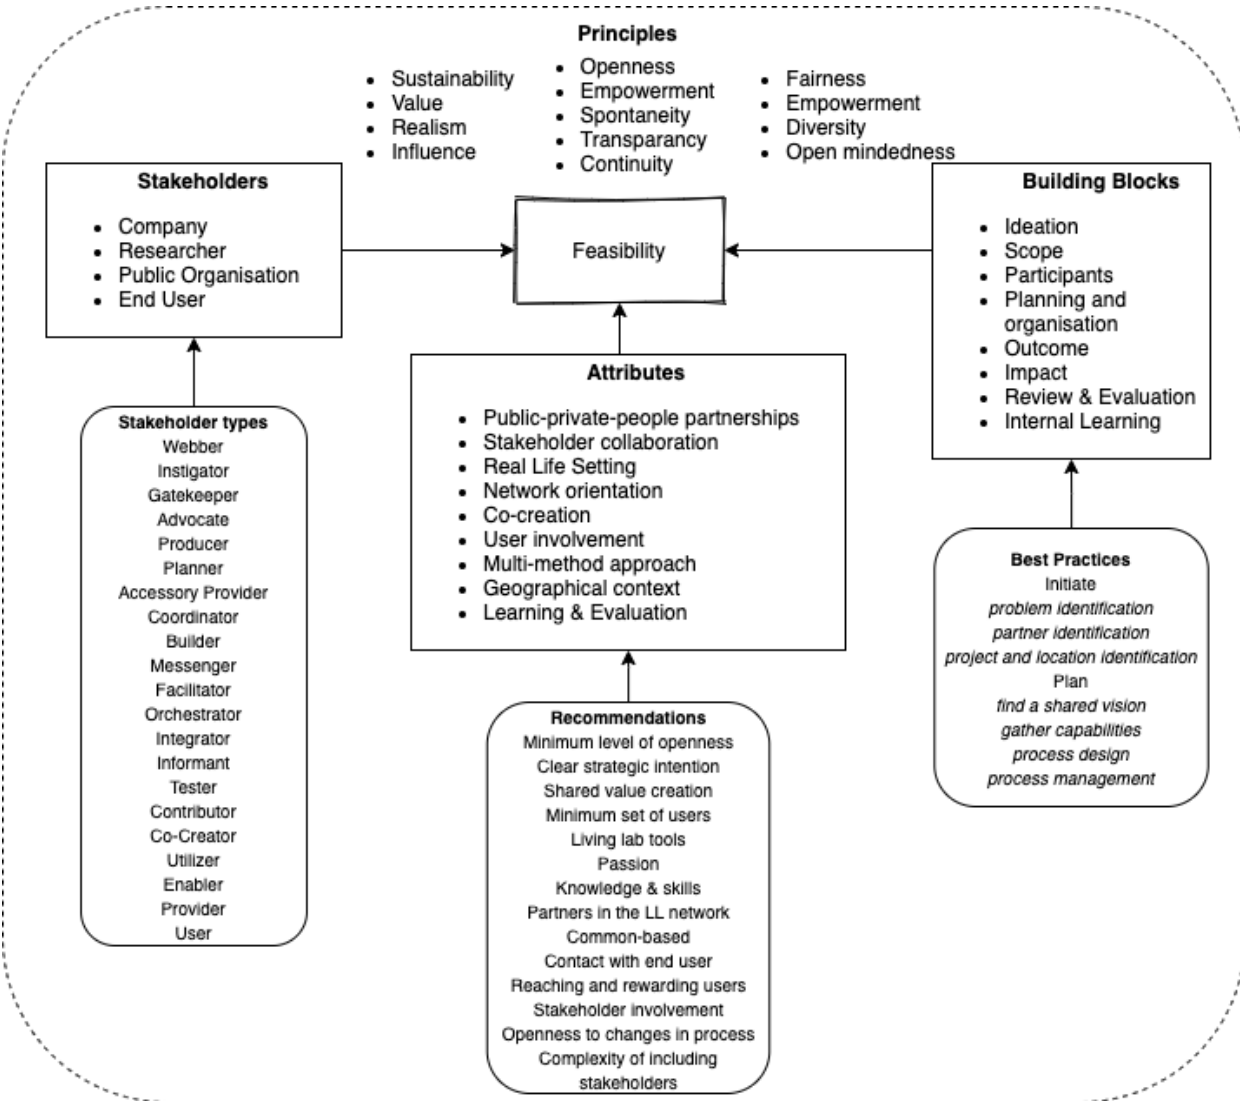 Principles
• Sustainability
• Value
• Realism
• Influence
• Openness
• Empowerment
• Spontaneity
• Transparancy
• Continuity
• Fairness
• Empowerment
• Diversity
• Open mindedness
Stakeholders
• Company
• Researcher
• Public Organisation
• End User
Feasibility
Building Blocks
• Ideation
• Scope
• Participants
• Planning and
organisation
• Outcome
• Impact
• Review & Evaluation
• Internal Learning
Attributes
• Public-private-people partnerships
• Stakeholder collaboration
• Real Life Setting
• Network orientation
• Co-creation
• User involvement
• Multi-method approach
• Geographical context
• Learning & Evaluation
Stakeholder types
Webber
Instigator
Gatekeeper
Advocate
Producer
Planner
Accessory Provider
Coordinator
Builder
Messenger
Facilitator
Orchestrator
Integrator
Informant
Tester
Contributor
Co-Creator
Utilizer
Enabler
Provider
User
Recommendations
Minimum level of openness
Clear strategic intention
Shared value creation
Minimum set of users
Living lab tools
Passion
Knowledge & skills
Partners in the LL network
Common-based
Contact with end user
Reaching and rewarding users
Stakeholder involvement
Openness to changes in process
Complexity of including
stakeholders
Best Practices
Initiate
problem identification
partner identification
project and location identification
Plan
find a shared vision
gather capabilities
process design
process management